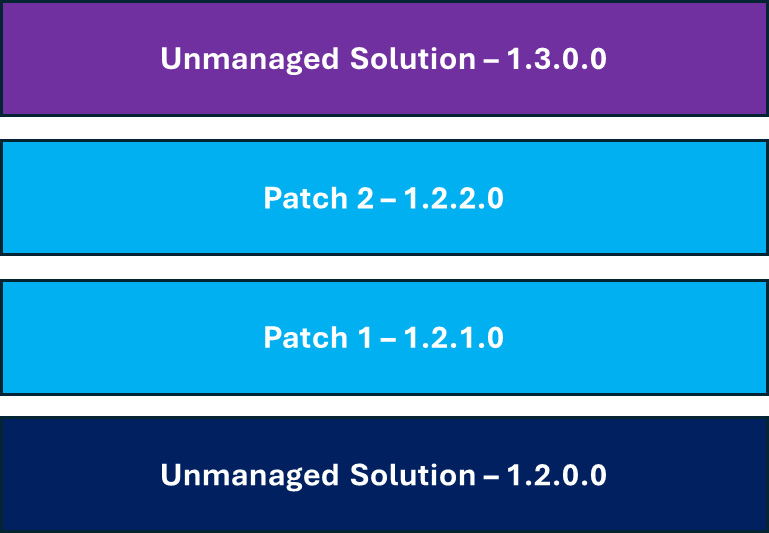 Unmanaged Solution – 1.3.0.0
Patch 2 – 1.2.2.0
Patch 1 – 1.2.1.0
Unmanaged Solution – 1.2.0.0